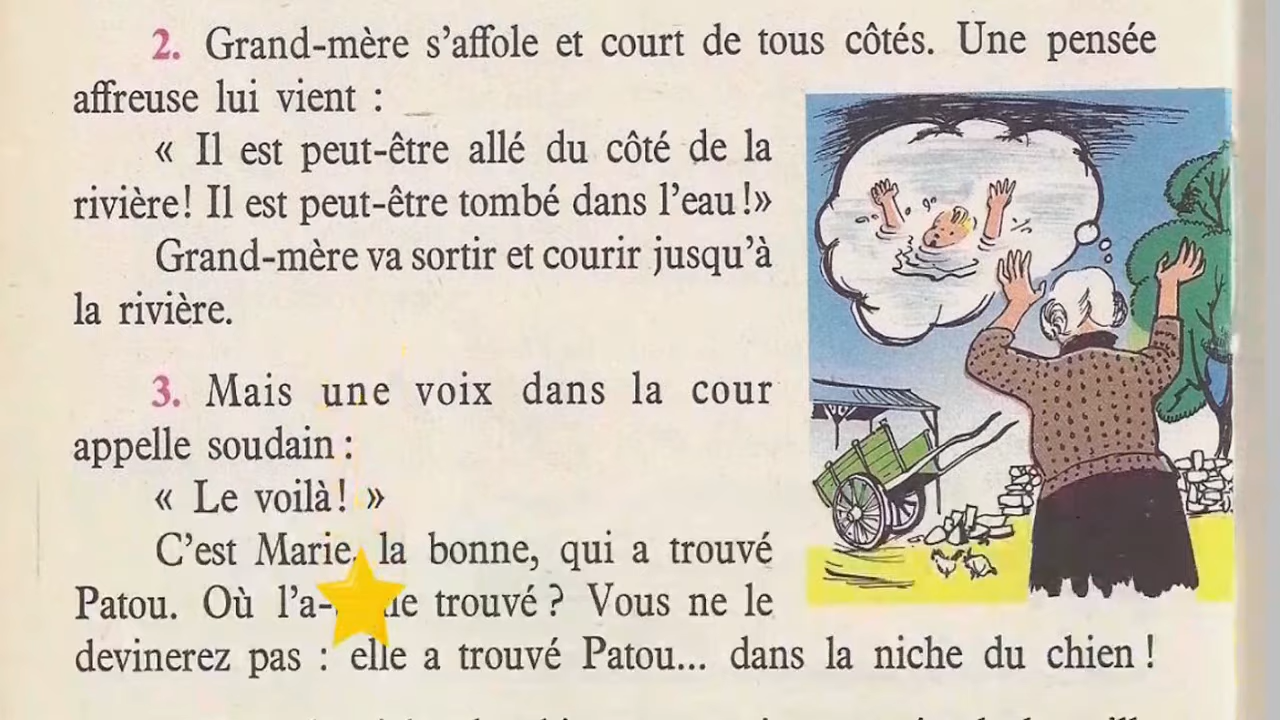 2. Grand-mère s'affole et court de tous côtés. Une pensée
affreuse lui vient :
« Il est peut-être allé du côté de la
rivière! Il est peut-être tombé dans l'eau!»
Grand-mère va sortir et courir jusqu'à
la rivière.
3. Mais une voix dans la cour
appelle soudain :
« Le voilà! »
C'est Marie, la bonne, qui a trouvé
Patou. Où l'a- trouvé ? Vous ne le
devinerez pas : elle a trouvé Patou... dans la niche du chien !